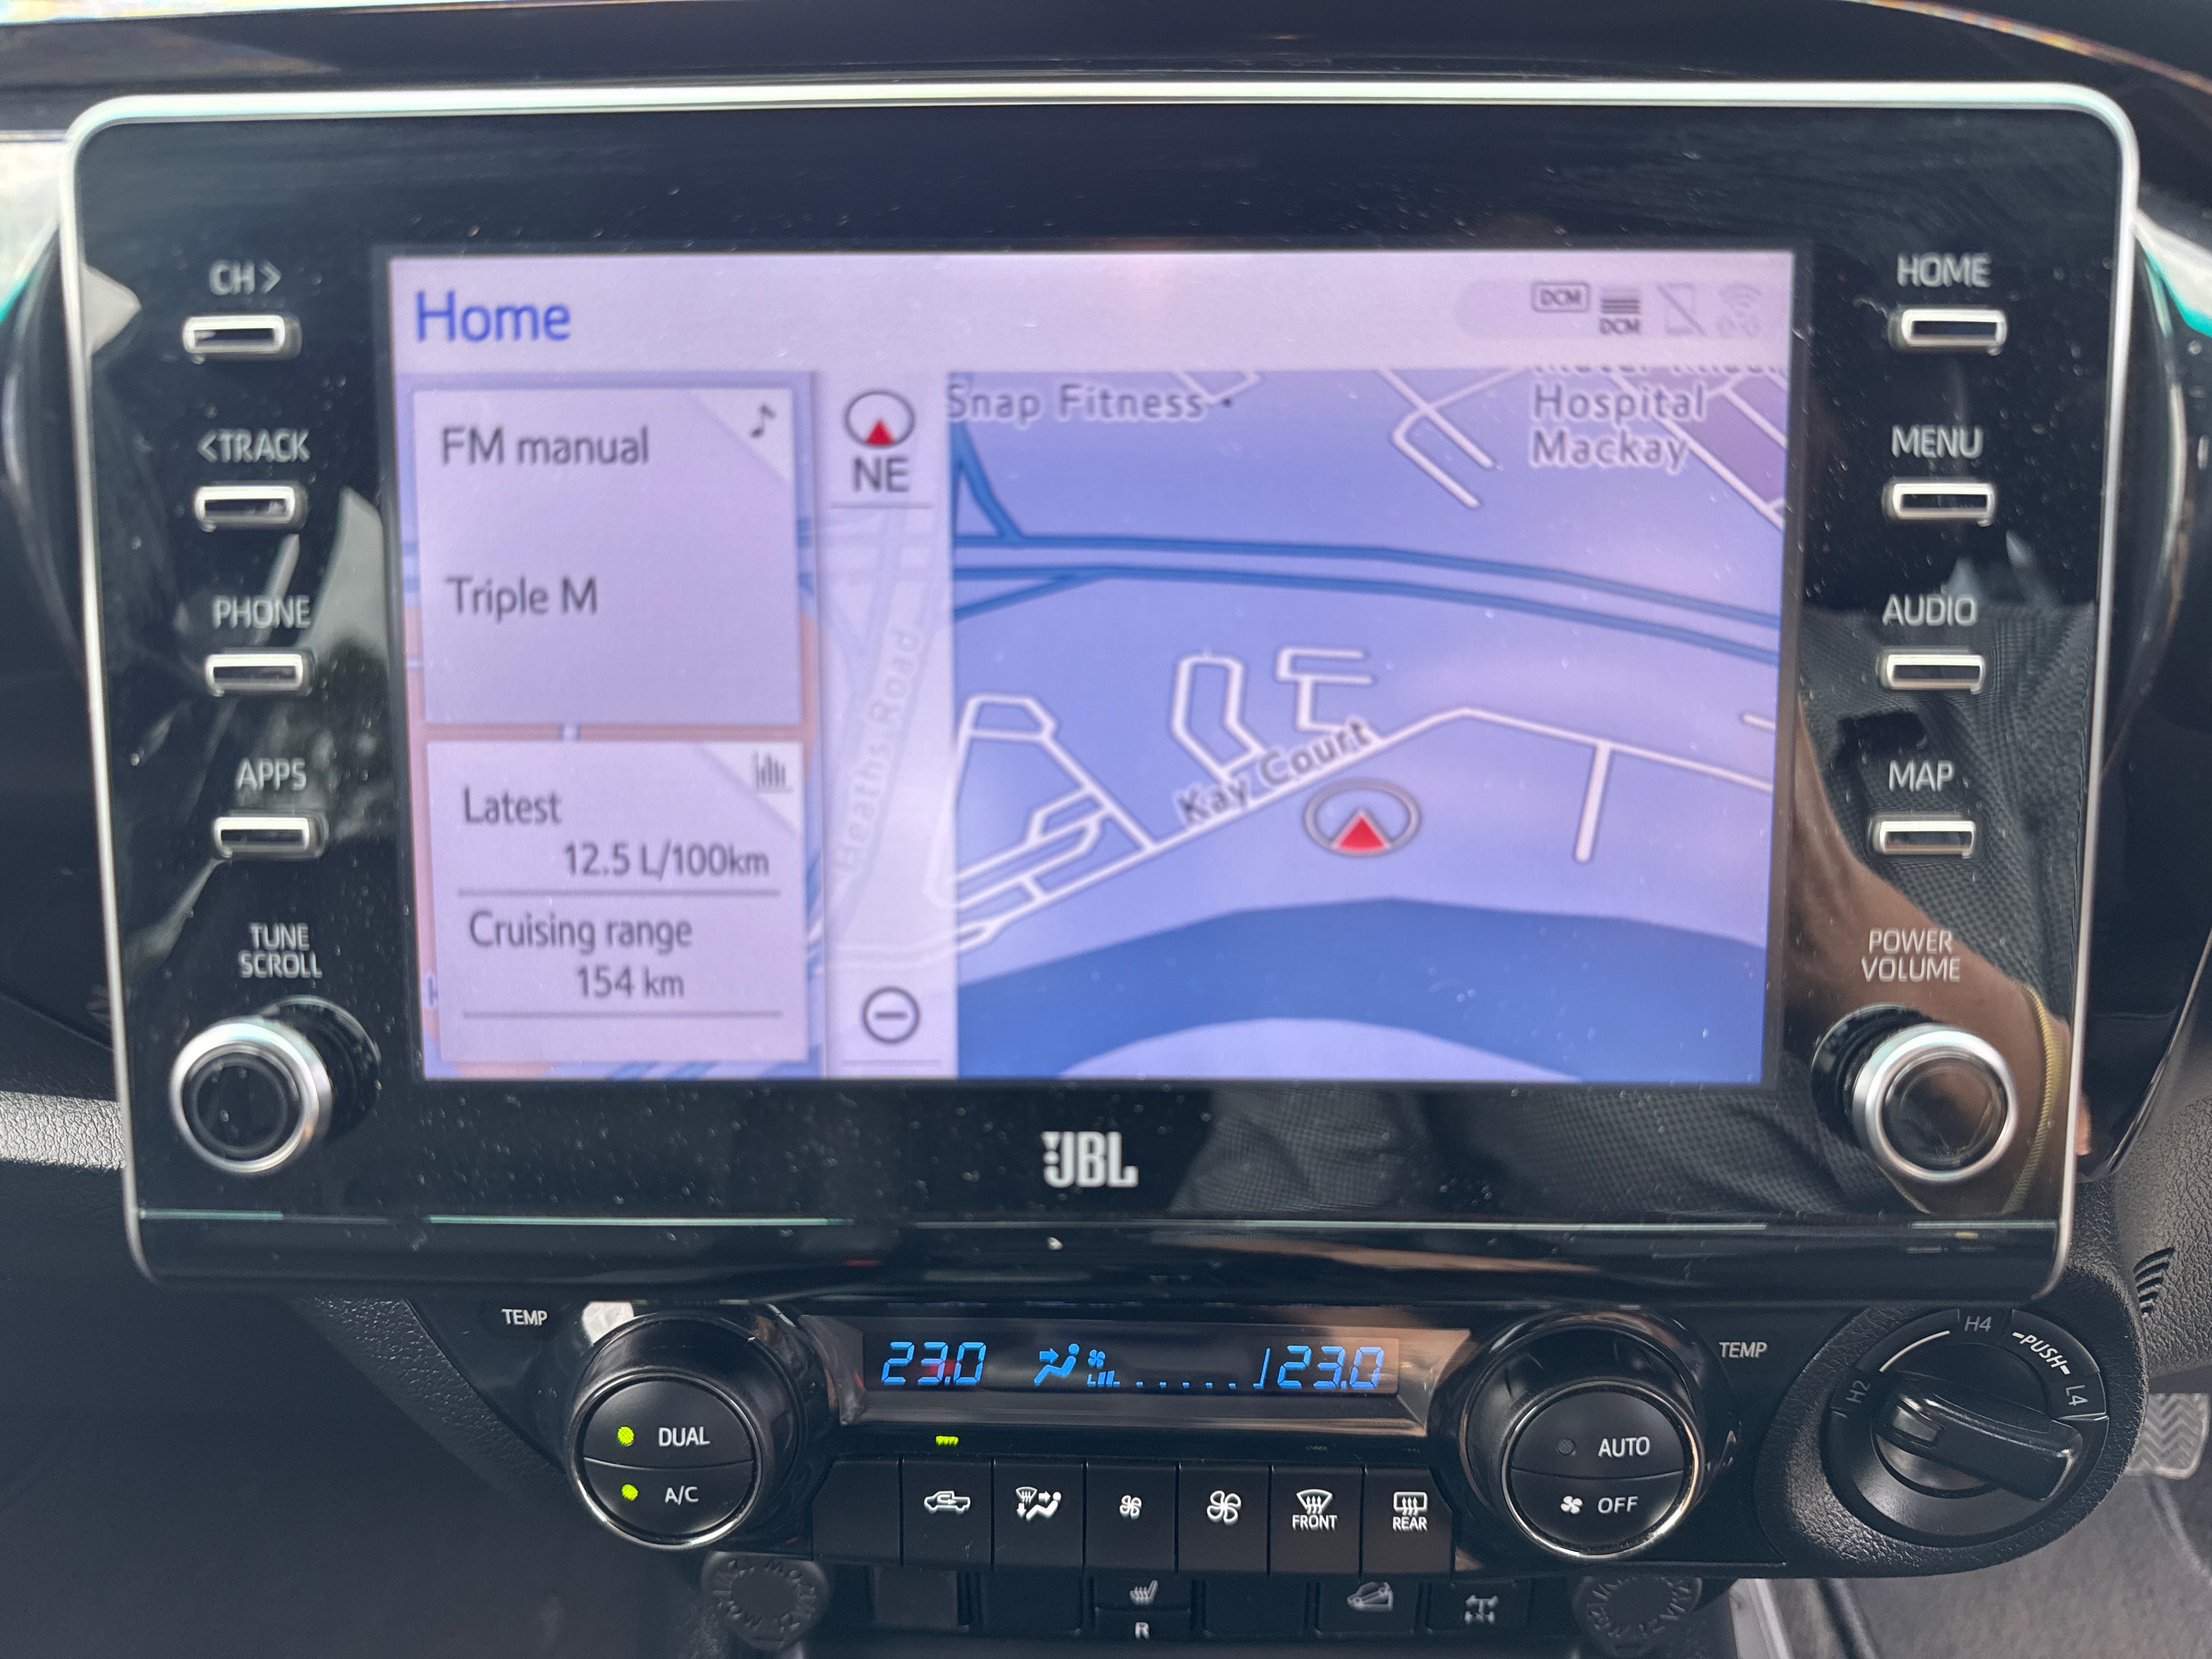 CH >
<TRACK
PHONE
APPS
TUNE
SCROLL
Home
DCM
DCM
FM manual
Triple M
Latest
12.5 L/100km
Cruising range
154 km
NE
Snap Fitness
Hospital
Mackay
Heaths Road
Kay Court
HOME
MENU
AUDIO
MAP
POWER
VOLUME
JBL
TEMP
23.0
23.0
TEMP
DUAL
A/C
FRONT
REAR
AUTO
OFF
H2
H4
PUSH
L4
R